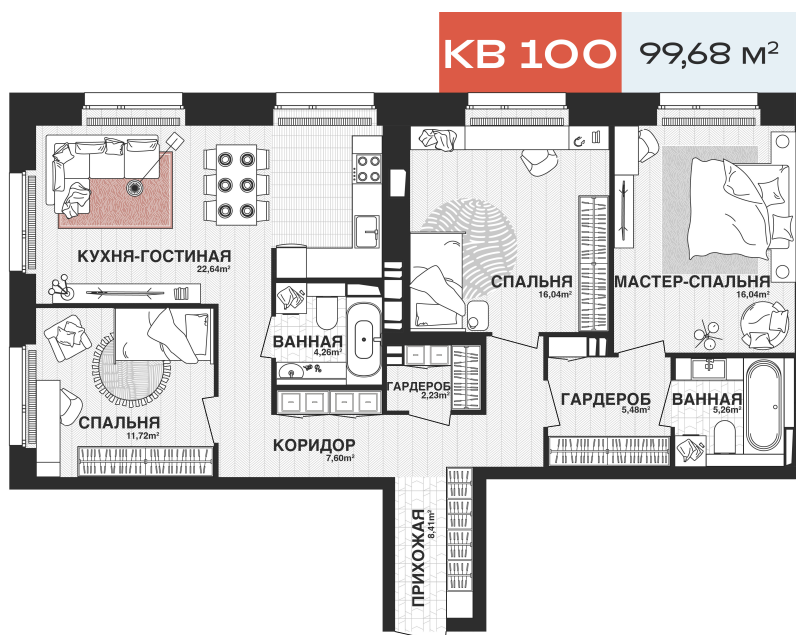 КВ 100
99,68 м²
КУХНЯ-ГОСТИНАЯ
22,64м²
СПАЛЬНЯ
16,04м²
МАСТЕР-СПАЛЬНЯ
16,04м²
ВАННАЯ
4,26м²
ГАРДЕРОБ
2,23м²
ГАРДЕРОБ
5,48м²
ВАННАЯ
5,26м²
СПАЛЬНЯ
11,72м²
КОРИДОР
7,60м²
ПРИХОЖАЯ
8,41м²